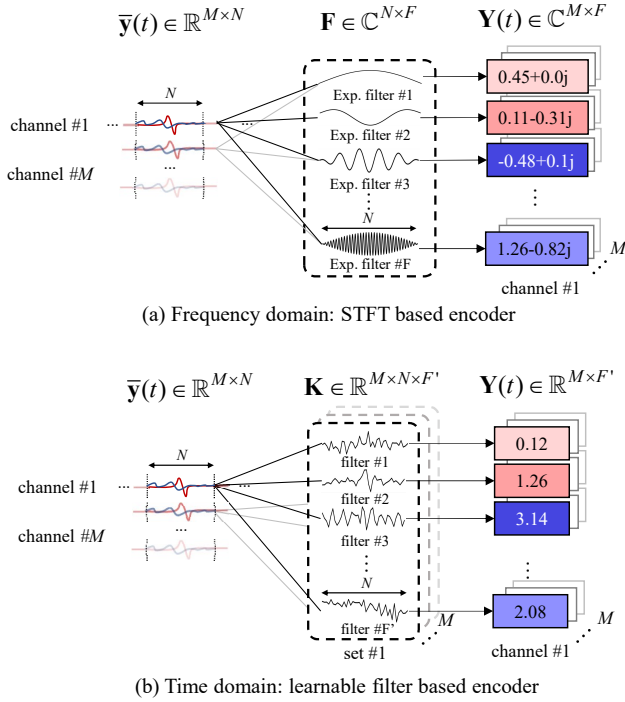 ȳ(t) ∈ ℝ^{M×N}
F ∈ ℂ^{N×F}
Y(t) ∈ ℂ^{M×F}
N
channel #1
...
...
channel #M
...
Exp. filter #1
Exp. filter #2
Exp. filter #3
⋮
N
Exp. filter #F
0.45+0.0j
0.11-0.31j
-0.48+0.1j
⋮
1.26-0.82j
M
channel #1
(a) Frequency domain: STFT based encoder
ȳ(t) ∈ ℝ^{M×N}
K ∈ ℝ^{M×N×F'}
Y(t) ∈ ℝ^{M×F'}
N
channel #1
...
...
channel #M
...
filter #1
filter #2
filter #3
⋮
N
filter #F'
M
set #1
0.12
1.26
3.14
⋮
2.08
M
channel #1
(b) Time domain: learnable filter based encoder